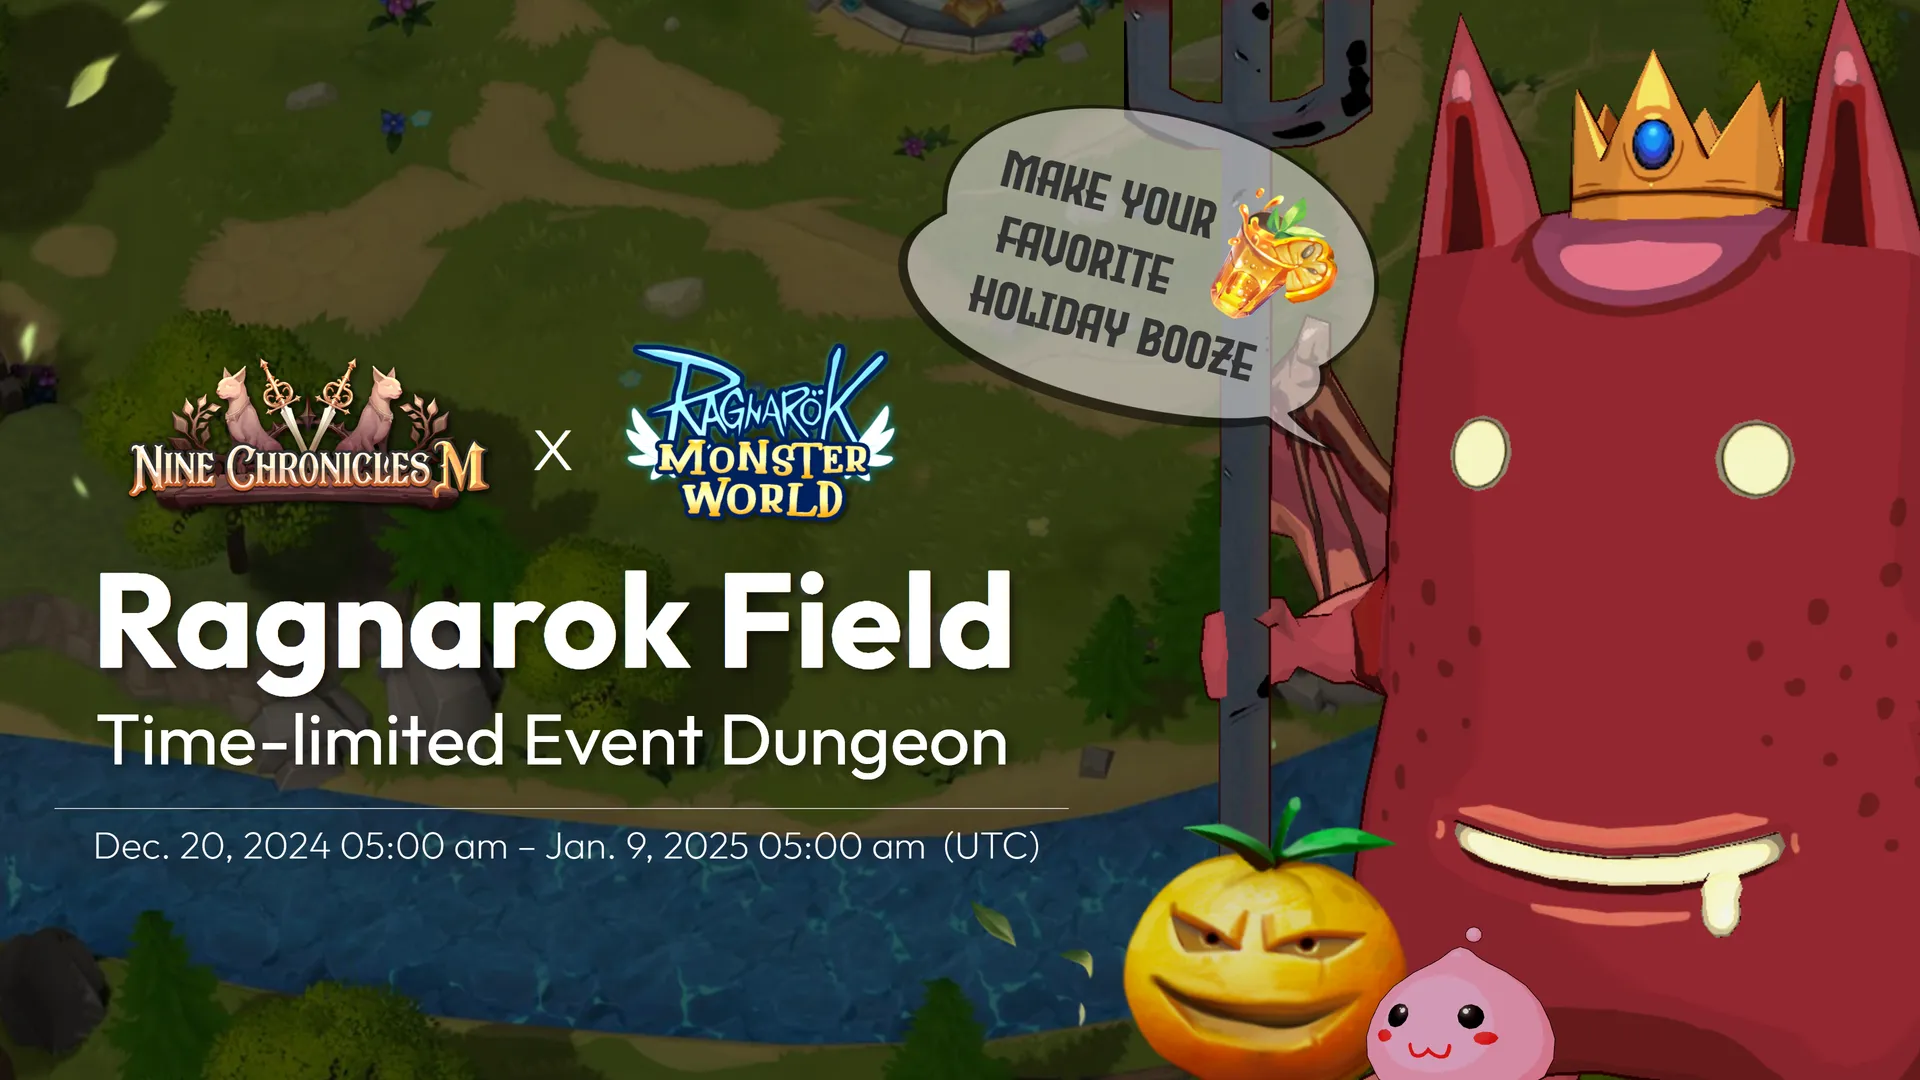 MAKE YOUR
FAVORITE
HOLIDAY BOOZE
NINE CHRONICLES M
X
RAGNARÖK
MONSTER
WORLD
Ragnarok Field
Time-limited Event Dungeon
Dec. 20, 2024 05:00 am – Jan. 9, 2025 05:00 am (UTC)